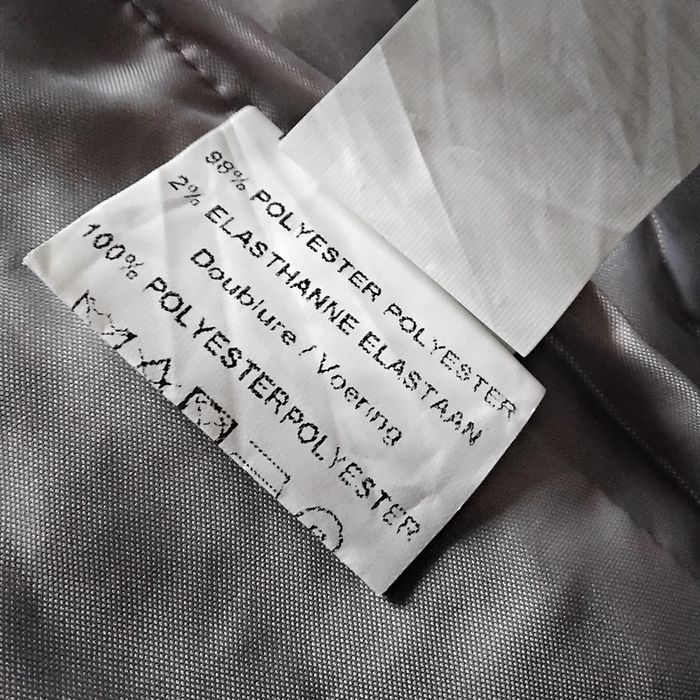 98% POLYESTER POLYESTER
2% ELASTHANNE ELASTAAN
Doublure / Voering
100% POLYESTERPOLYESTER